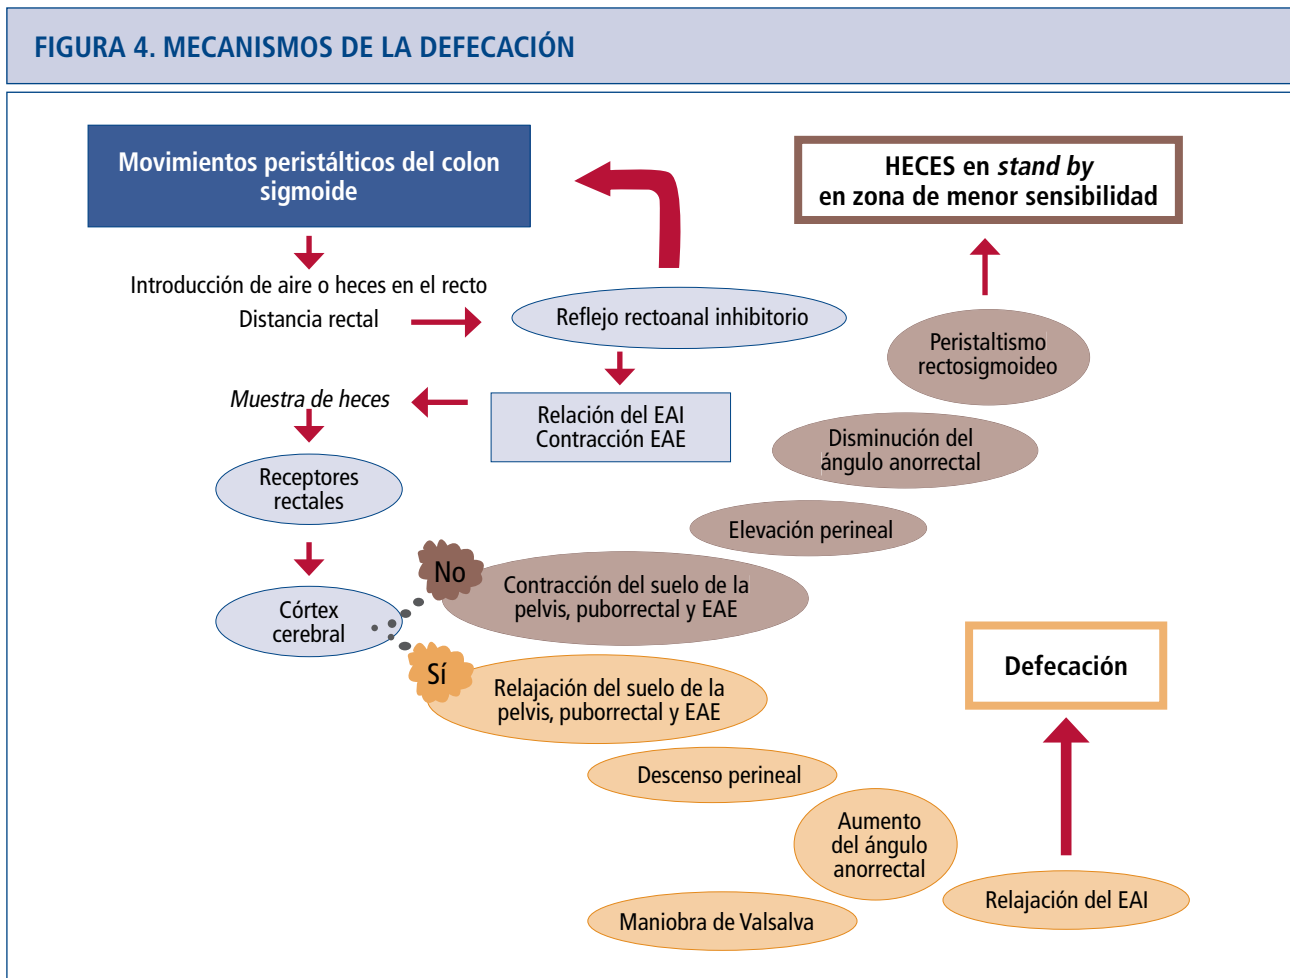 FIGURA 4. MECANISMOS DE LA DEFECACIÓN
Movimientos peristálticos del colon
sigmoide
HECES en stand by
en zona de menor sensibilidad
Introducción de aire o heces en el recto
Distancia rectal
Reflejo rectoanal inhibitorio
Peristaltismo
rectosigmoideo
Muestra de heces
Relación del EAI
Contracción EAE
Disminución del
ángulo anorrectal
Receptores
rectales
Elevación perineal
No
Contracción del suelo de la
pelvis, puborrectal y EAE
Córtex
cerebral
Sí
Relajación del suelo de la
pelvis, puborrectal y EAE
Defecación
Descenso perineal
Aumento
del ángulo
anorrectal
Relajación del EAI
Maniobra de Valsalva